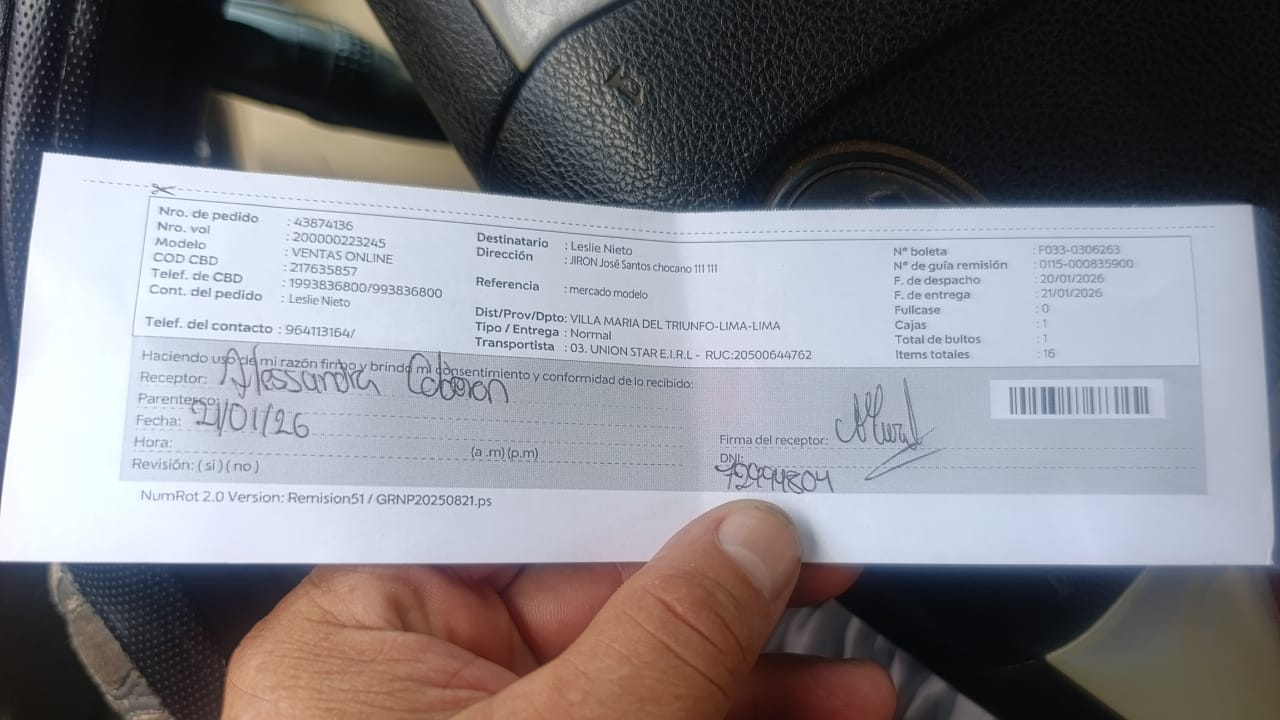 Nro. de pedido : 43874136
Nro. vol : 200000223245
Modelo : VENTAS ONLINE
COD CBD : 217635857
Telef. de CBD : 1993836800/993836800
Cont. del pedido : Leslie Nieto
Telef. del contacto : 964113164/
Destinatario : Leslie Nieto
Dirección : JIRON José Santos chocano 111 111
Referencia : mercado modelo
Dist/Prov/Dpto: VILLA MARIA DEL TRIUNFO-LIMA-LIMA
Tipo / Entrega : Normal
Transportista : 03. UNION STAR E.I.R.L - RUC:20500644762
N° boleta : F033-0306263
N° de guía remisión : 0115-000835900
F. de despacho : 20/01/2026
F. de entrega : 21/01/2026
Fullcase : 0
Cajas : 1
Total de bultos : 1
Items totales : 16
Haciendo uso de mi razón firmo y brindo mi consentimiento y conformidad de lo recibido:
Receptor: Alessandra
Parentesco:
Fecha: 21/01/26
Hora: (a .m) (p.m)
Revisión: ( si ) ( no )
Firma del receptor:
DNI:
72994804
NumRot 2.0 Version: Remision51 / GRNP20250821.ps